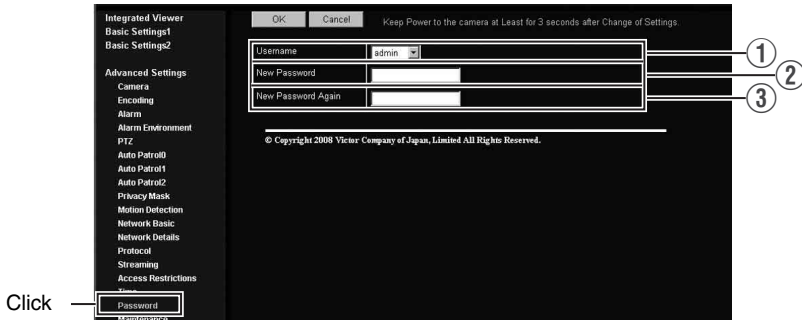 Integrated Viewer
Basic Settings1
Basic Settings2
Advanced Settings
Camera
Encoding
Alarm
Alarm Environment
PTZ
Auto Patrol0
Auto Patrol1
Auto Patrol2
Privacy Mask
Motion Detection
Network Basic
Network Details
Protocol
Streaming
Access Restrictions
Time
Password
Maintenance
Click
OK Cancel Keep Power to the camera at Least for 3 seconds after Change of Settings.
Username admin ①
New Password ②
New Password Again ③
© Copyright 2008 Victor Company of Japan, Limited All Rights Reserved.